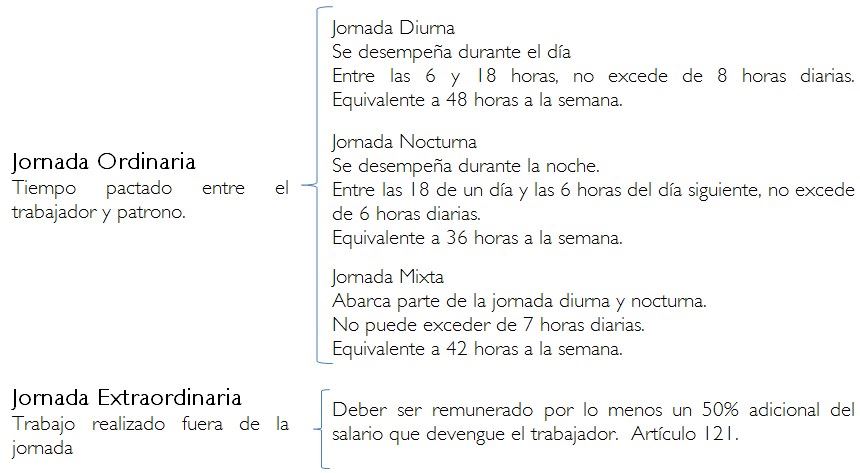 Jornada Ordinaria
Tiempo pactado entre el
trabajador y patrono.
Jornada Diurna
Se desempeña durante el día
Entre las 6 y 18 horas, no excede de 8 horas diarias.
Equivalente a 48 horas a la semana.
Jornada Nocturna
Se desempeña durante la noche.
Entre las 18 de un día y las 6 horas del día siguiente, no excede
de 6 horas diarias.
Equivalente a 36 horas a la semana.
Jornada Mixta
Abarca parte de la jornada diurna y nocturna.
No puede exceder de 7 horas diarias.
Equivalente a 42 horas a la semana.
Jornada Extraordinaria
Trabajo realizado fuera de la
jornada
Deber ser remunerado por lo menos un 50% adicional del
salario que devengue el trabajador. Artículo 121.